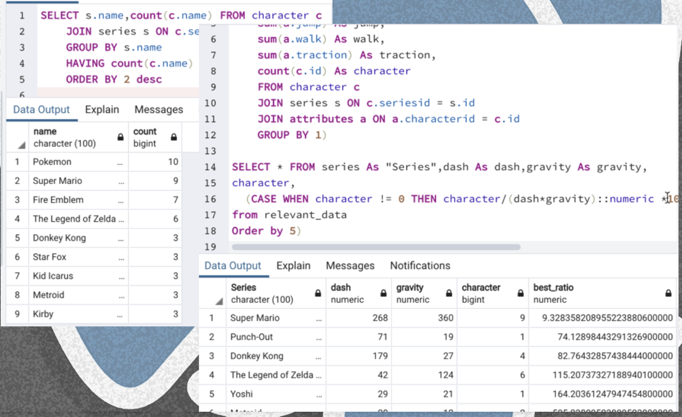 1 SELECT s.name,count(c.name) FROM character c
2 JOIN series s ON c.se
3 GROUP BY s.name
4 HAVING count(c.name)
5 ORDER BY 2 desc
6
Data Output Explain Messages
name count
character (100) bigint
1 Pokemon ... 10
2 Super Mario ... 9
3 Fire Emblem ... 7
4 The Legend of Zelda ... 6
5 Donkey Kong ... 3
6 Star Fox ... 3
7 Kid Icarus ... 3
8 Metroid ... 3
9 Kirby ... 3
5 sum(a.jump) As jump,
6 sum(a.walk) As walk,
7 sum(a.traction) As traction,
8 count(c.id) As character
9 FROM character c
10 JOIN series s ON c.seriesid = s.id
11 JOIN attributes a ON a.characterid = c.id
12 GROUP BY 1)
13
14 SELECT * FROM series As "Series",dash As dash,gravity As gravity,
15 character,
16 (CASE WHEN character != 0 THEN character/(dash*gravity)::numeric *10
17 from relevant_data
18 Order by 5)
19
Data Output Explain Messages Notifications
Series dash gravity character best_ratio
character (100) numeric numeric bigint numeric
1 Super Mario ... 268 360 9 9.328358208955223880600000
2 Punch-Out ... 71 19 1 74.12898443291326900000
3 Donkey Kong ... 179 27 4 82.76432857438444000000
4 The Legend of Zelda ... 42 124 6 115.20737327188940100000
5 Yoshi ... 29 21 1 164.20361247947454800000